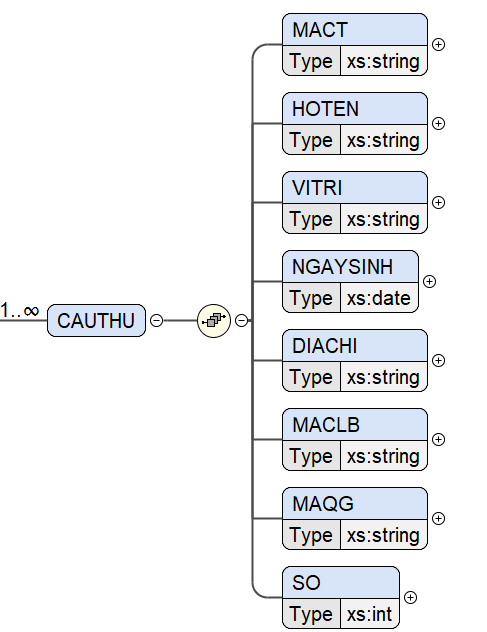 MACT
Type xs:string
HOTEN
Type xs:string
VITRI
Type xs:string
NGAYSINH
Type xs:date
1..∞
CAUTHU
DIACHI
Type xs:string
MACLB
Type xs:string
MAQG
Type xs:string
SO
Type xs:int